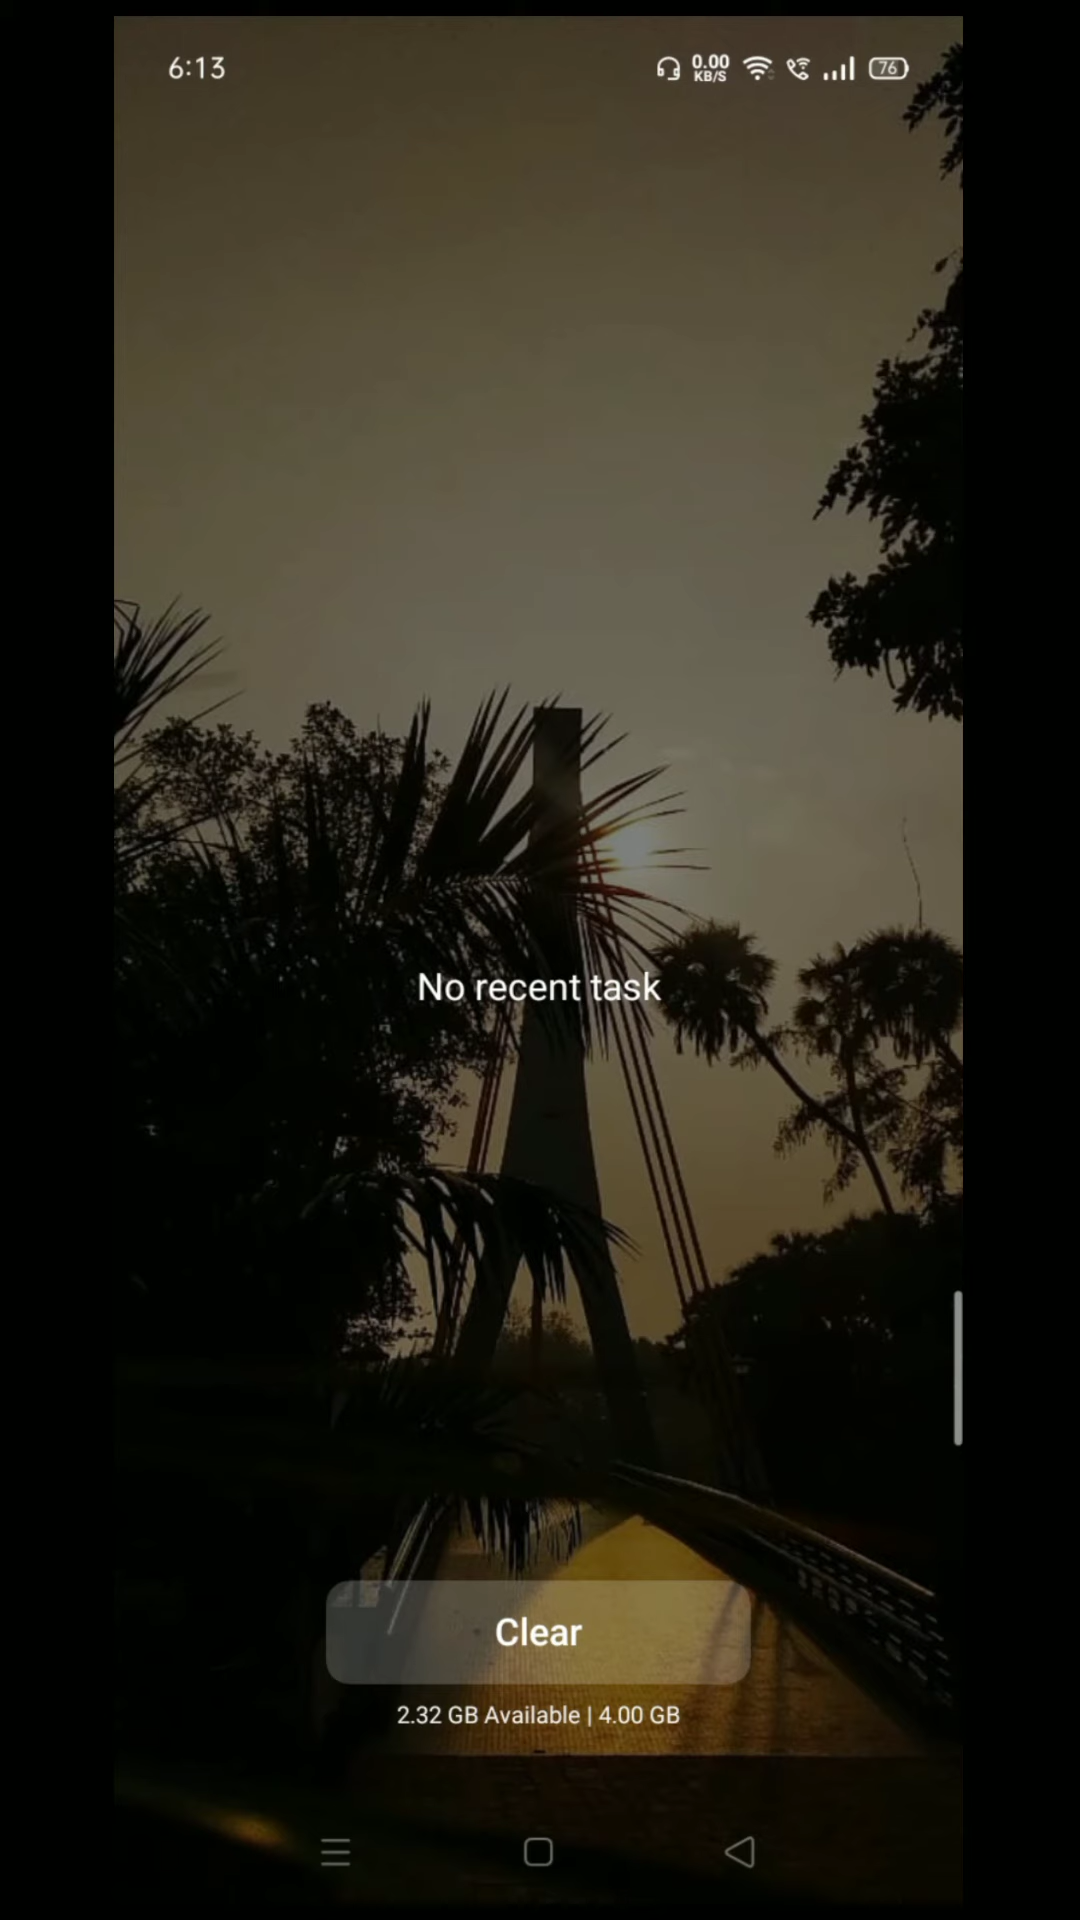 6:13
0.00
KB/S
76
No recent task
Clear
2.32 GB Available | 4.00 GB